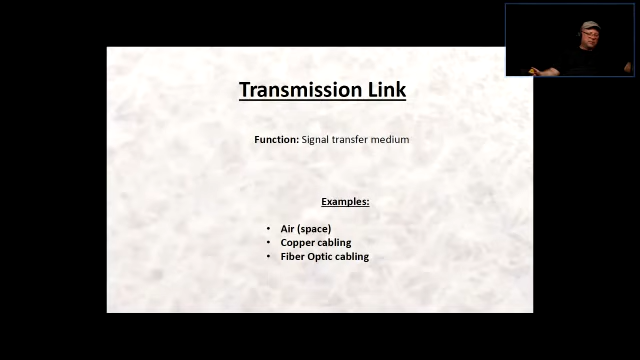 Transmission Link
Function: Signal transfer medium
Examples:
• Air (space)
• Copper cabling
• Fiber Optic cabling